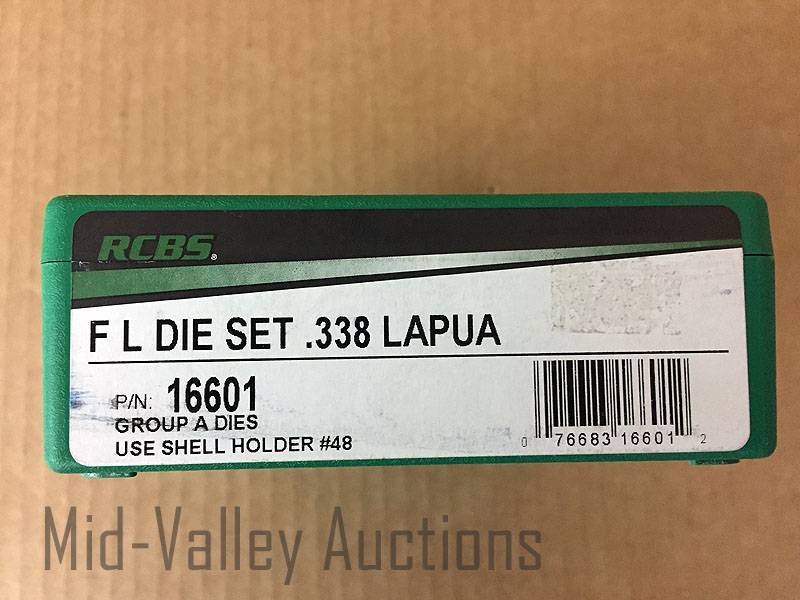 RCBS®
F L DIE SET .338 LAPUA
P/N: 16601
GROUP A DIES
USE SHELL HOLDER #48
0 76683 16601 2
Mid-Valley Auctions